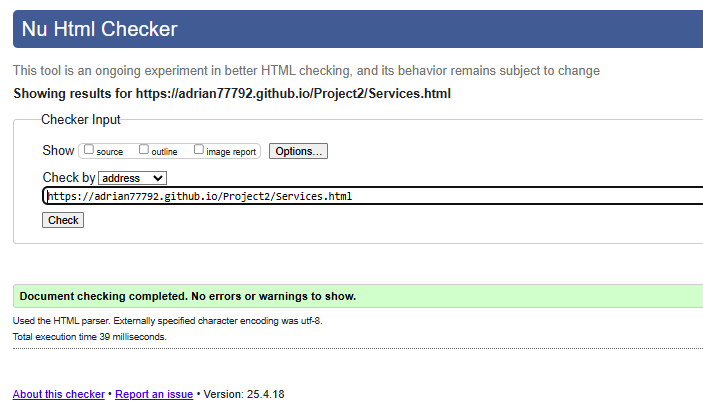 Nu Html Checker
This tool is an ongoing experiment in better HTML checking, and its behavior remains subject to change
Showing results for https://adrian77792.github.io/Project2/Services.html
Checker Input
Show source outline image report Options...
Check by address
https://adrian77792.github.io/Project2/Services.html
Check
Document checking completed. No errors or warnings to show.
Used the HTML parser. Externally specified character encoding was utf-8.
Total execution time 39 milliseconds.
About this checker • Report an issue • Version: 25.4.18